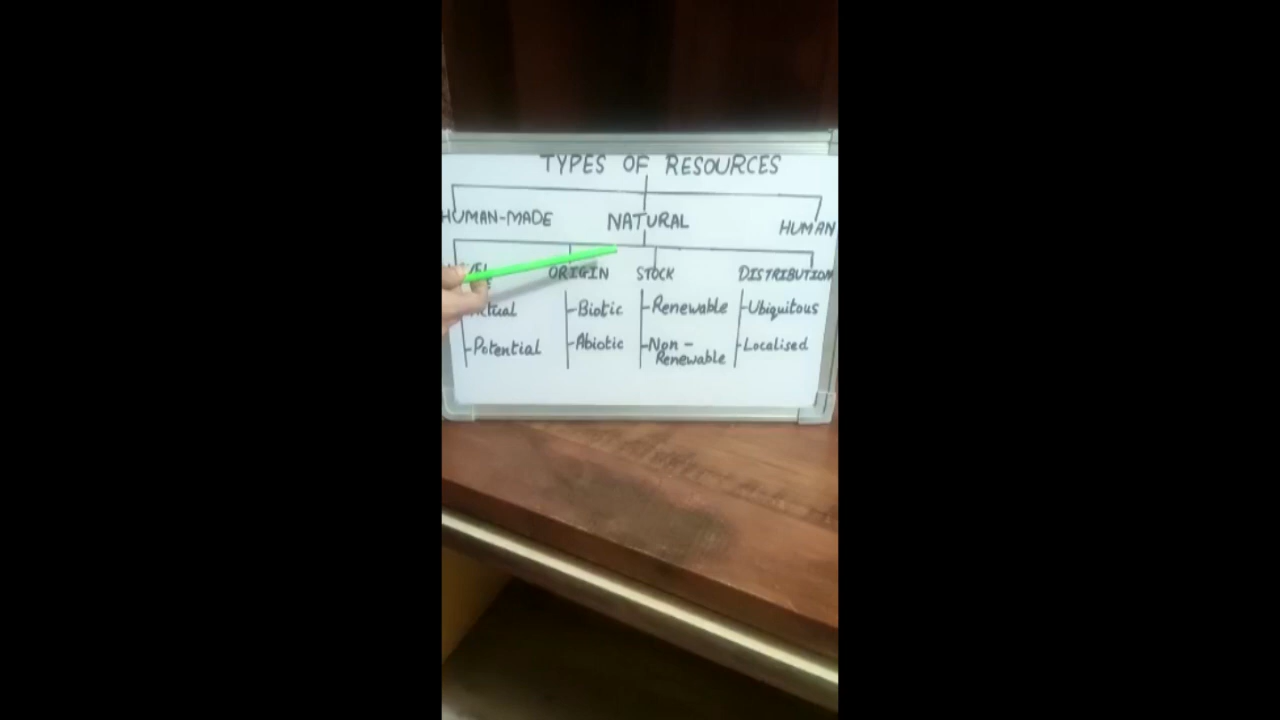 TYPES OF RESOURCES
HUMAN-MADE NATURAL HUMAN
ORIGIN STOCK DISTRIBUTION
Biotic Renewable Ubiquitous
Potential Abiotic Non-Renewable Localised